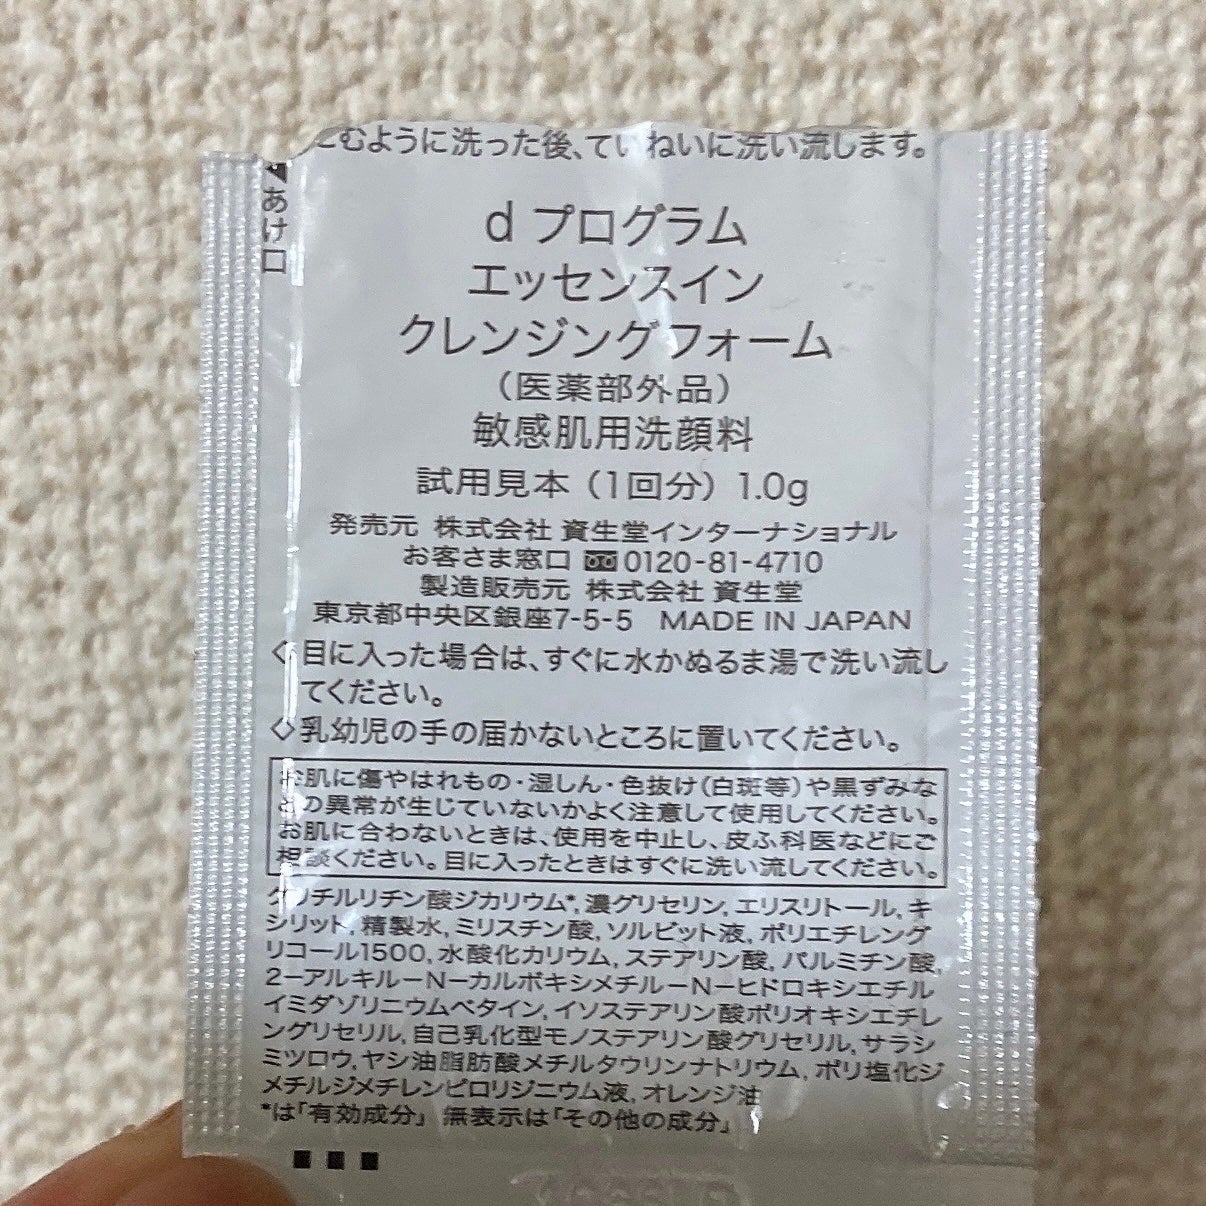 こむように洗った後、ていねいに洗い流します。
あけ口
d プログラム
エッセンスイン
クレンジングフォーム
（医薬部外品）
敏感肌用洗顔料
試用見本（1回分）1.0g
発売元 株式会社 資生堂インターナショナル
お客さま窓口 0120-81-4710
製造販売元 株式会社 資生堂
東京都中央区銀座7-5-5 MADE IN JAPAN
◇目に入った場合は、すぐに水かぬるま湯で洗い流し
てください。
◇乳幼児の手の届かないところに置いてください。
お肌に傷やはれもの・湿しん・色抜け（白斑等）や黒ずみな
どの異常が生じていないかよく注意して使用してください。
お肌に合わないときは、使用を中止し、皮ふ科医などにご
相談ください。目に入ったときはすぐに洗い流してください。
グリチルリチン酸ジカリウム*, 濃グリセリン, エリスリトール, キ
シリット, 精製水, ミリスチン酸, ソルビット液, ポリエチレング
リコール1500, 水酸化カリウム, ステアリン酸, パルミチン酸,
2−アルキル−N−カルボキシメチル−N−ヒドロキシエチル
イミダゾリニウムベタイン, イソステアリン酸ポリオキシエチレ
ングリセリル, 自己乳化型モノステアリン酸グリセリル, サラシ
ミツロウ, ヤシ油脂肪酸メチルタウリンナトリウム, ポリ塩化ジ
メチルジメチレンピロリジニウム液, オレンジ油
*は「有効成分」 無表示は「その他の成分」